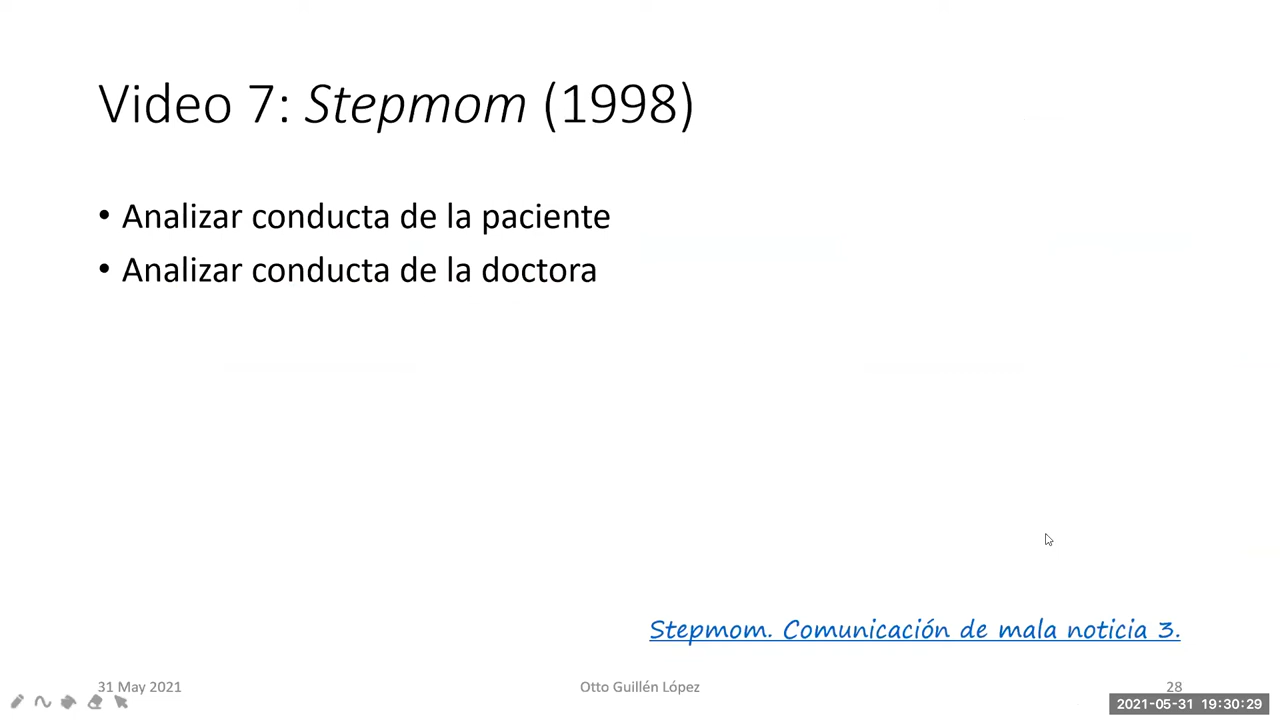 Video 7: Stepmom (1998)
• Analizar conducta de la paciente
• Analizar conducta de la doctora
Stepmom. Comunicación de mala noticia 3.
31 May 2021
Otto Guillén López
28
2021-05-31 19:30:29